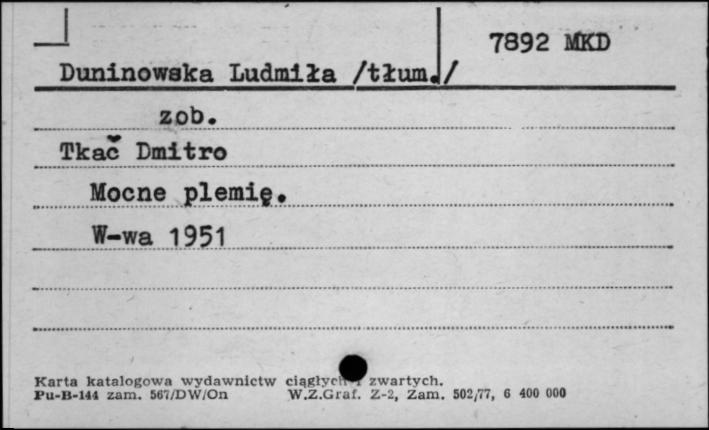 7892 MKD
Duninowska Ludmiła /tłum./
zob.
Tkač Dmitro
Mocne plemię.
W-wa 1951
Karta katalogowa wydawnictw ciągłych i zwartych.
Pu-B-144 zam. 567/DW/On W.Z.Graf. Z-2, Zam. 502/77, 6 400 000